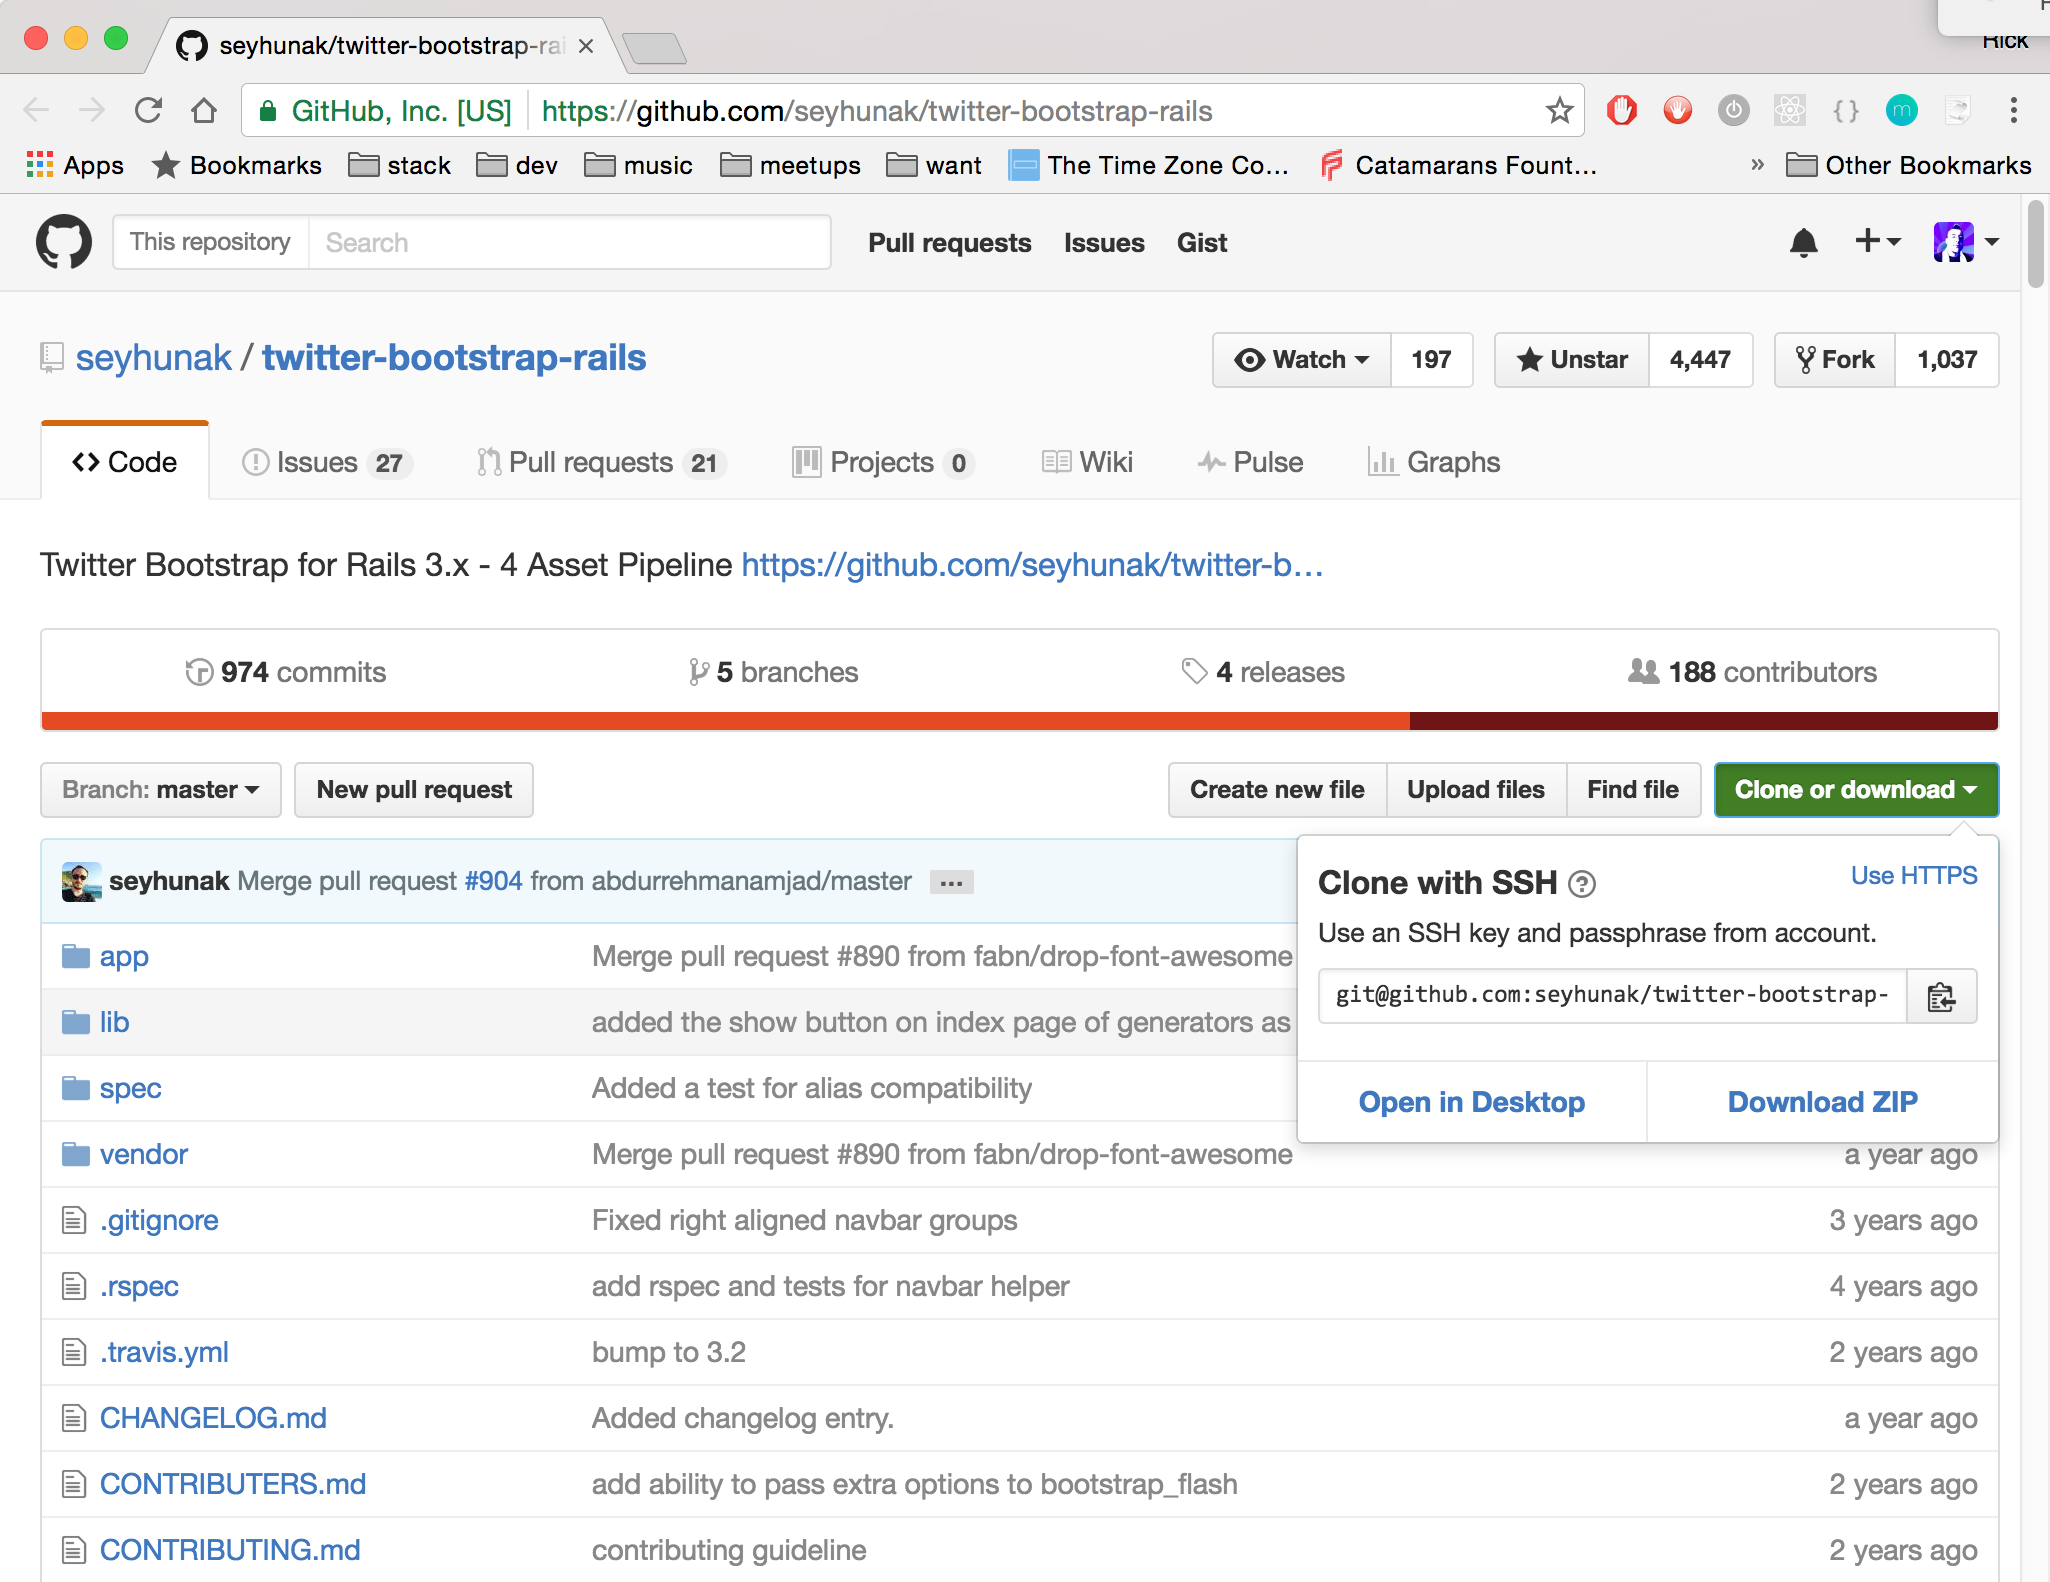 seyhunak/twitter-bootstrap-rai
Rick
GitHub, Inc. [US] https://github.com/seyhunak/twitter-bootstrap-rails
m
Apps Bookmarks stack dev music meetups want The Time Zone Co... Catamarans Fount... » Other Bookmarks
This repository Search Pull requests Issues Gist
seyhunak / twitter-bootstrap-rails Watch 197 Unstar 4,447 Fork 1,037
Code Issues 27 Pull requests 21 Projects 0 Wiki Pulse Graphs
Twitter Bootstrap for Rails 3.x - 4 Asset Pipeline https://github.com/seyhunak/twitter-b…
974 commits 5 branches 4 releases 188 contributors
Branch: master New pull request Create new file Upload files Find file Clone or download
seyhunak Merge pull request #904 from abdurrehmanamjad/master …
Clone with SSH Use HTTPS
Use an SSH key and passphrase from account.
git@github.com:seyhunak/twitter-bootstrap-
Open in Desktop Download ZIP
app Merge pull request #890 from fabn/drop-font-awesome
lib added the show button on index page of generators as
spec Added a test for alias compatibility
vendor Merge pull request #890 from fabn/drop-font-awesome a year ago
.gitignore Fixed right aligned navbar groups 3 years ago
.rspec add rspec and tests for navbar helper 4 years ago
.travis.yml bump to 3.2 2 years ago
CHANGELOG.md Added changelog entry. a year ago
CONTRIBUTERS.md add ability to pass extra options to bootstrap_flash 2 years ago
CONTRIBUTING.md contributing guideline 2 years ago